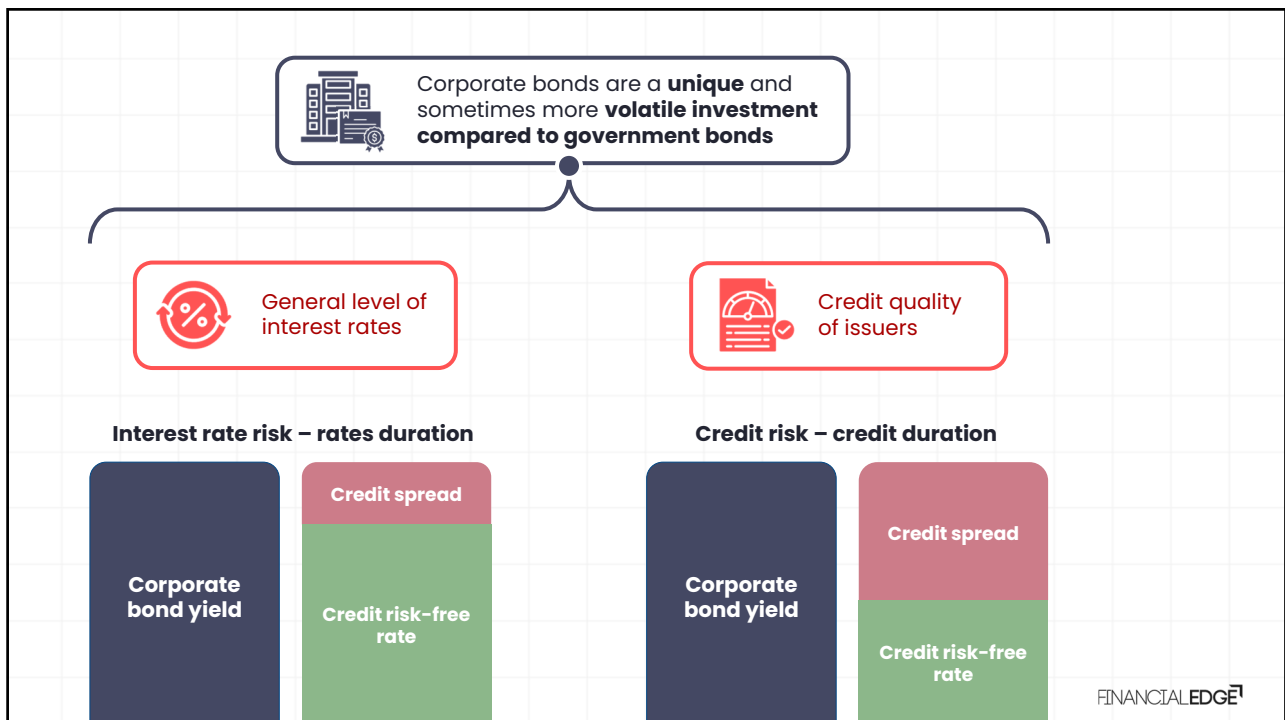 Corporate bonds are a unique and
sometimes more volatile investment
compared to government bonds
%
General level of
interest rates
$
Credit quality
of issuers
Interest rate risk – rates duration
Credit risk – credit duration
Corporate
bond yield
Credit spread
Credit risk-free
rate
Corporate
bond yield
Credit spread
Credit risk-free
rate
FINANCIALEDGE